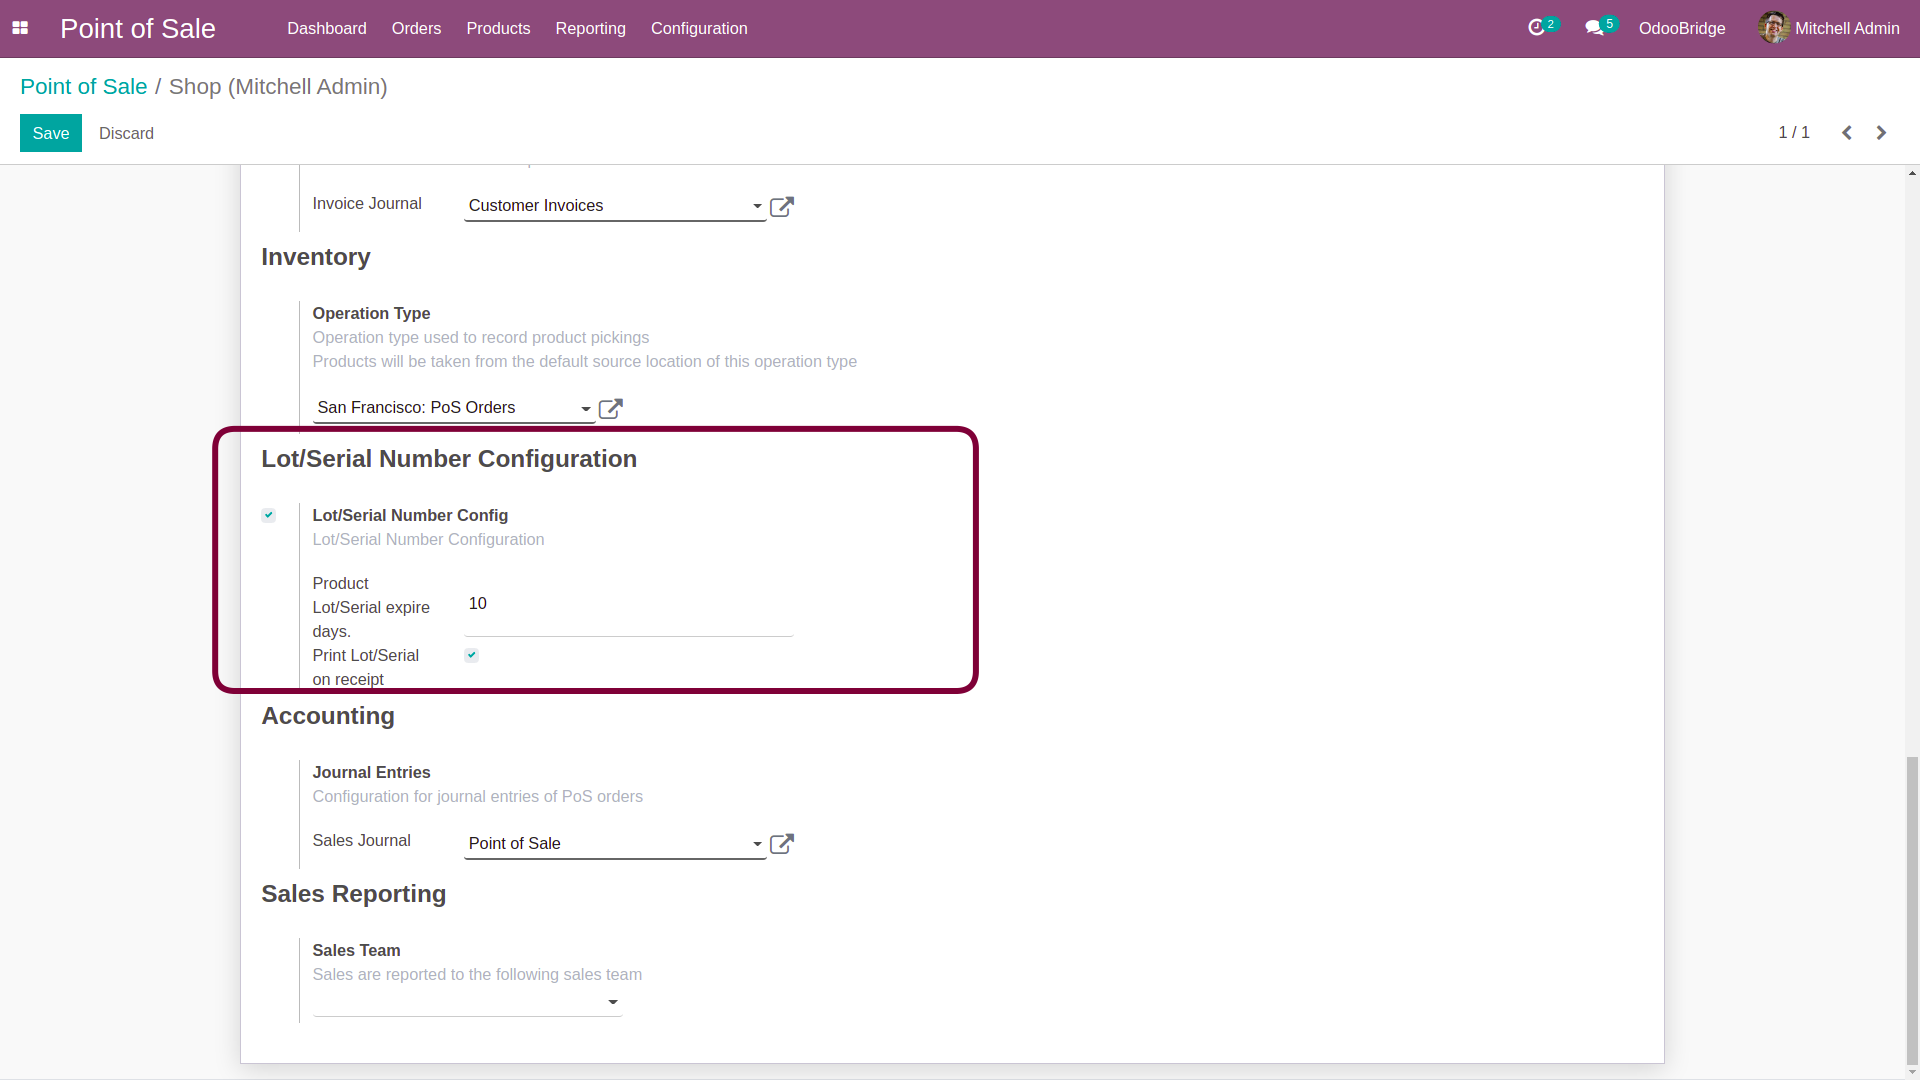 Point of Sale Dashboard Orders Products Reporting Configuration 2 5 OdooBridge Mitchell Admin
Point of Sale / Shop (Mitchell Admin)
Save Discard 1 / 1
Invoice Journal Customer Invoices
Inventory
Operation Type
Operation type used to record product pickings
Products will be taken from the default source location of this operation type
San Francisco: PoS Orders
Lot/Serial Number Configuration
Lot/Serial Number Config
Lot/Serial Number Configuration
Product
Lot/Serial expire
days.
10
Print Lot/Serial
on receipt
Accounting
Journal Entries
Configuration for journal entries of PoS orders
Sales Journal Point of Sale
Sales Reporting
Sales Team
Sales are reported to the following sales team